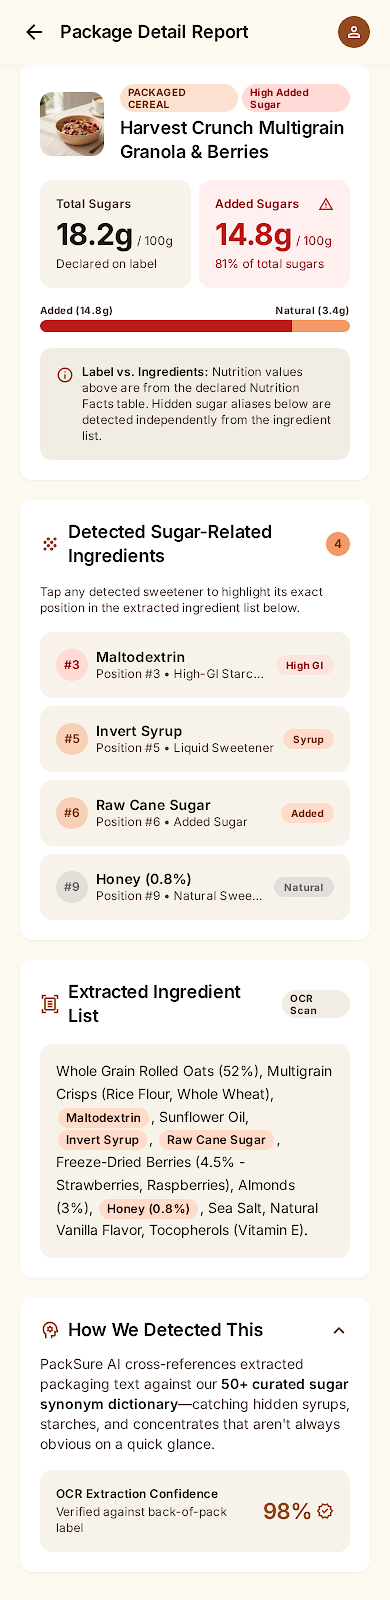 Package Detail Report
PACKAGED
CEREAL
High Added
Sugar
Harvest Crunch Multigrain
Granola & Berries
Total Sugars
18.2g / 100g
Declared on label
Added Sugars
14.8g / 100g
81% of total sugars
Added (14.8g)
Natural (3.4g)
Label vs. Ingredients: Nutrition values
above are from the declared Nutrition
Facts table. Hidden sugar aliases below are
detected independently from the ingredient
list.
Detected Sugar-Related
Ingredients
4
Tap any detected sweetener to highlight its exact
position in the extracted ingredient list below.
#3
Maltodextrin
Position #3 • High-GI Starc...
High GI
#5
Invert Syrup
Position #5 • Liquid Sweetener
Syrup
#6
Raw Cane Sugar
Position #6 • Added Sugar
Added
#9
Honey (0.8%)
Position #9 • Natural Swee...
Natural
Extracted Ingredient
List
OCR
Scan
Whole Grain Rolled Oats (52%), Multigrain
Crisps (Rice Flour, Whole Wheat),
Maltodextrin , Sunflower Oil,
Invert Syrup , Raw Cane Sugar ,
Freeze-Dried Berries (4.5% -
Strawberries, Raspberries), Almonds
(3%), Honey (0.8%) , Sea Salt, Natural
Vanilla Flavor, Tocopherols (Vitamin E).
How We Detected This
PackSure AI cross-references extracted
packaging text against our 50+ curated sugar
synonym dictionary—catching hidden syrups,
starches, and concentrates that aren't always
obvious on a quick glance.
OCR Extraction Confidence
Verified against back-of-pack
label
98%